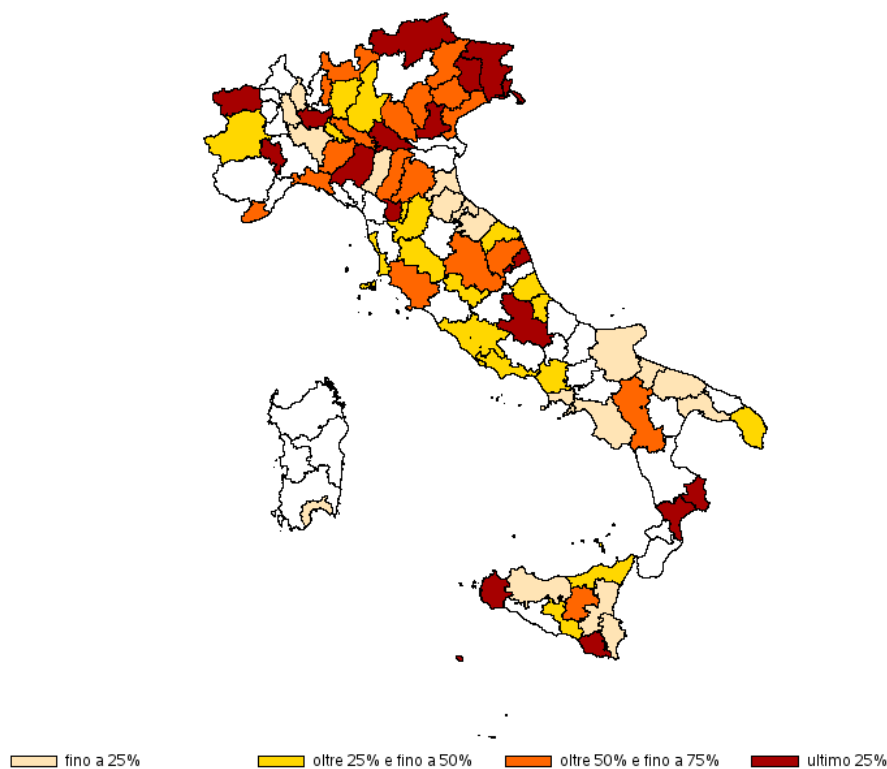 fino a 25%
oltre 25% e fino a 50%
oltre 50% e fino a 75%
ultimo 25%